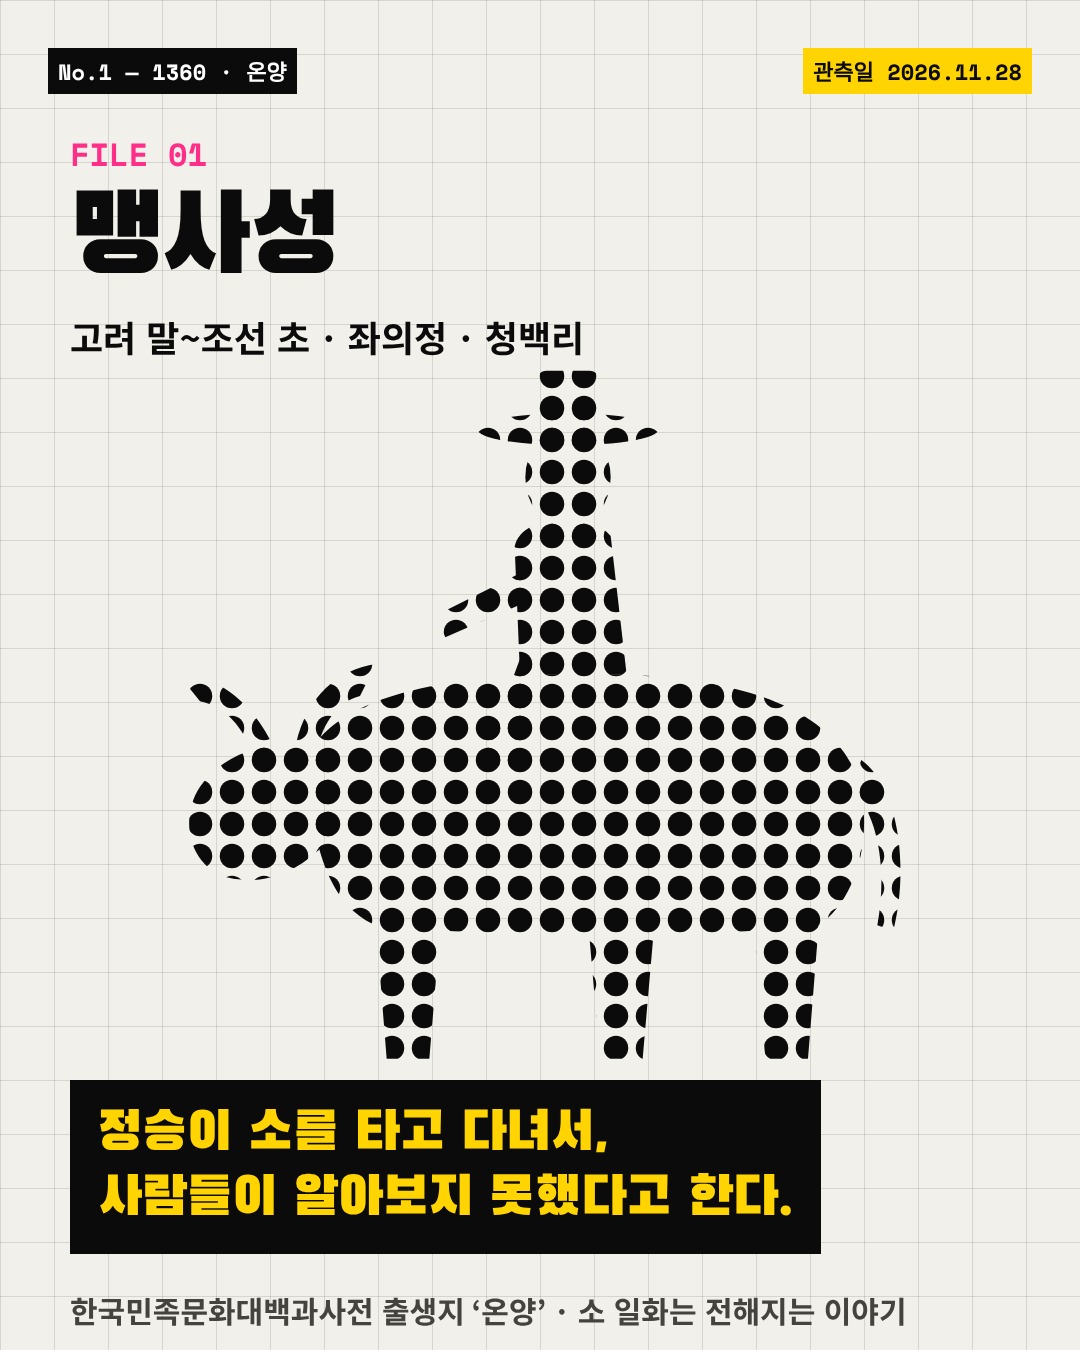 No.1 — 1360 · 온양
관측일 2026.11.28
FILE 01
맹사성
고려 말~조선 초 · 좌의정 · 청백리
정승이 소를 타고 다녀서,
사람들이 알아보지 못했다고 한다.
한국민족문화대백과사전 출생지 ‘온양’ · 소 일화는 전해지는 이야기